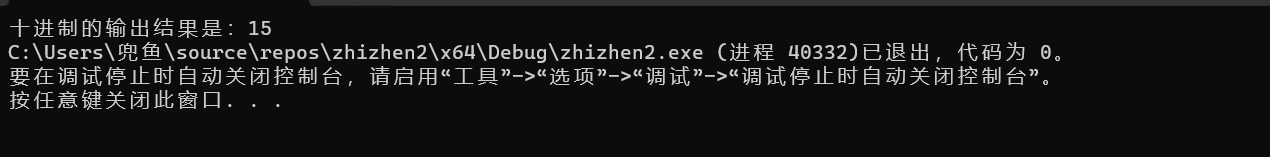 十进制的输出结果是：15
C:\Users\兜鱼\source\repos\zhizhen2\x64\Debug\zhizhen2.exe (进程 40332)已退出，代码为 0。
要在调试停止时自动关闭控制台，请启用“工具”->“选项”->“调试”->“调试停止时自动关闭控制台”。
按任意键关闭此窗口. . .